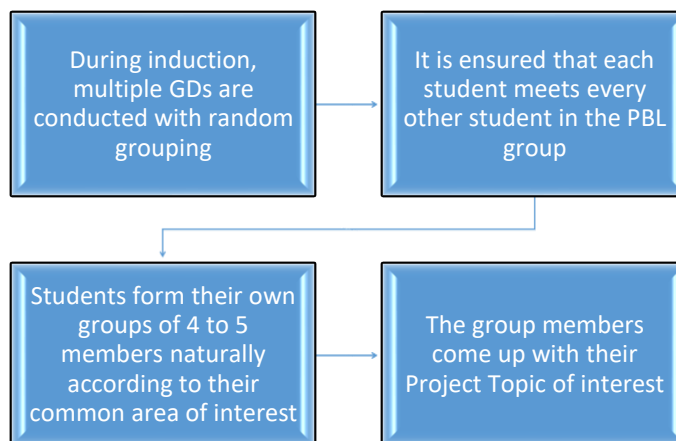 During induction,
multiple GDs are
conducted with random
grouping
It is ensured that each
student meets every
other student in the PBL
group
Students form their own
groups of 4 to 5
members naturally
according to their
common area of interest
The group members
come up with their
Project Topic of interest